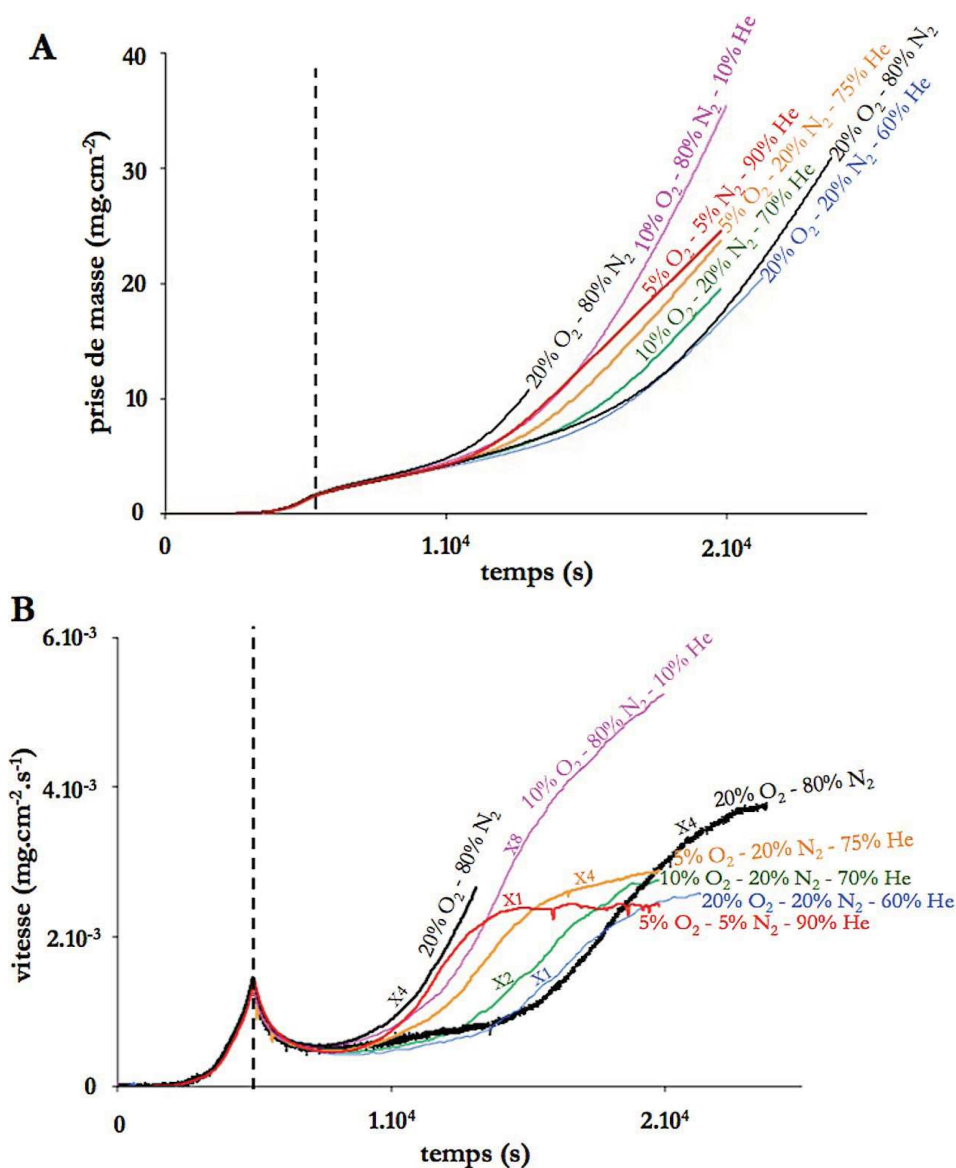 A
prise de masse (mg.cm-2)
40
30
20
10
0
20% O2 - 80% N2
10% O2 - 80% N2 - 10% He
5% O2 - 5% N2 - 90% He
5% O2 - 20% N2 - 75% He
10% O2 - 20% N2 - 70% He
20% O2 - 80% N2
20% O2 - 20% N2 - 60% He
0
1.10⁴
2.10⁴
temps (s)
B
vitesse (mg.cm-2.s-1)
6.10-3
4.10-3
2.10-3
0
X4
20% O2 - 80% N2
X1
X8
10% O2 - 80% N2 - 10% He
X4
X2
X1
X4
20% O2 - 80% N2
5% O2 - 20% N2 - 75% He
10% O2 - 20% N2 - 70% He
20% O2 - 20% N2 - 60% He
5% O2 - 5% N2 - 90% He
0
1.10⁴
2.10⁴
temps (s)